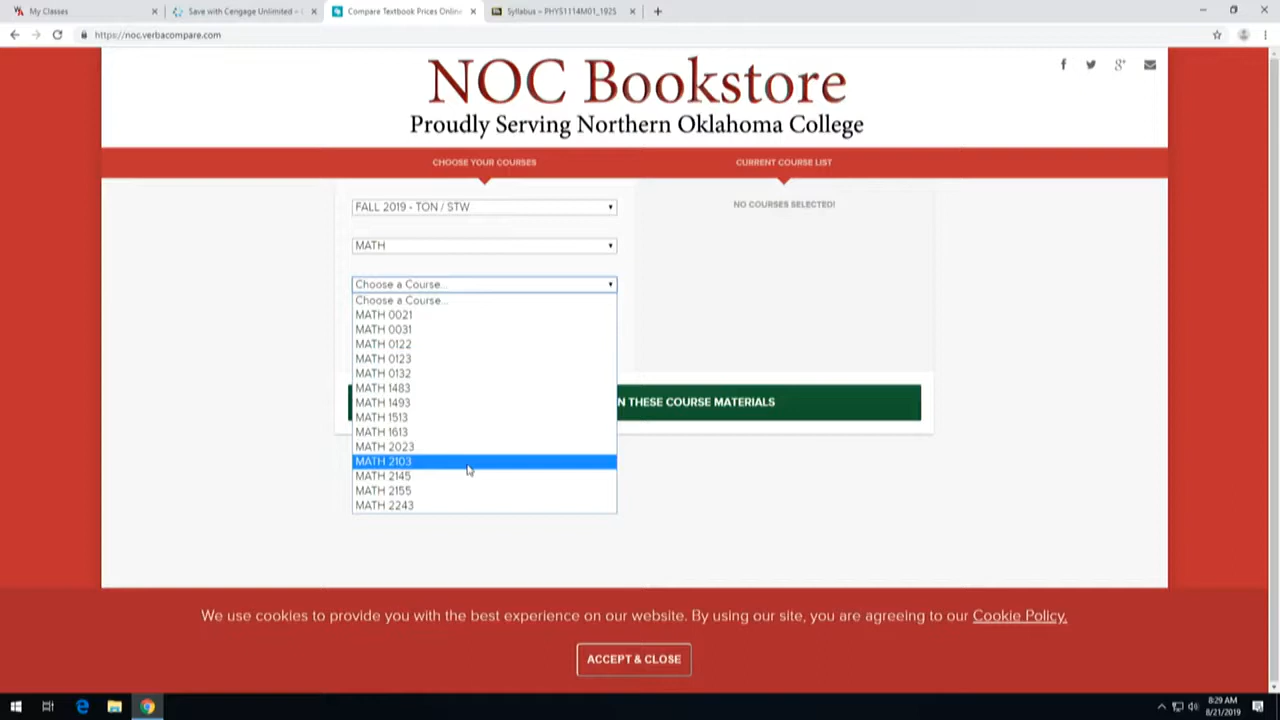 My Classes
Save with Cengage Unlimited – C
Compare Textbook Prices Online
Syllabus – PHYS1114M01_192S
https://noc.verbacompare.com
NOC Bookstore
Proudly Serving Northern Oklahoma College
CHOOSE YOUR COURSES
CURRENT COURSE LIST
FALL 2019 - TON / STW
NO COURSES SELECTED!
MATH
Choose a Course...
Choose a Course...
MATH 0021
MATH 0031
MATH 0122
MATH 0123
MATH 0132
MATH 1483
MATH 1493
MATH 1513
MATH 1613
MATH 2023
MATH 2103
MATH 2145
MATH 2155
MATH 2243
N THESE COURSE MATERIALS
We use cookies to provide you with the best experience on our website. By using our site, you are agreeing to our Cookie Policy.
ACCEPT & CLOSE
8:29 AM
8/21/2019